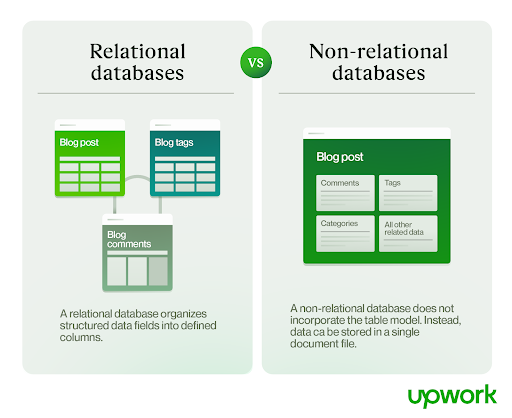 Relational
databases
VS
Non-relational
databases
Blog post
Blog tags
Blog
comments
A relational database organizes
structured data fields into defined
columns.
Blog post
Comments
Tags
Categories
All other
related data
A non-relational database does not
incorporate the table model. Instead,
data ca be stored in a single
document file.
upwork